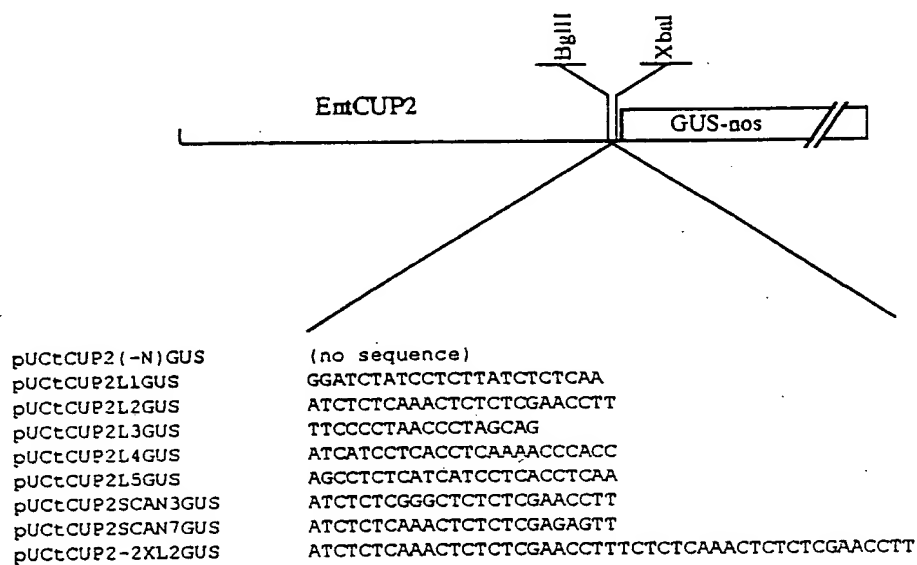 BglII
XbaI
EntCUP2
GUS-nos
pUCtCUP2(-N)GUS (no sequence)
pUCtCUP2L1GUS GGATCTATCCTCTTATCTCTCAA
pUCtCUP2L2GUS ATCTCTCAAACTCTCTCGAACCTT
pUCtCUP2L3GUS TTCCCCTAACCCTAGCAG
pUCtCUP2L4GUS ATCATCCTCACCTCAAAACCCACC
pUCtCUP2L5GUS AGCCTCTCATCATCCTCACCTCAA
pUCtCUP2SCAN3GUS ATCTCTCGGGCTCTCTCGAACCTT
pUCtCUP2SCAN7GUS ATCTCTCAAACTCTCTCGAGAGTT
pUCtCUP2-2XL2GUS ATCTCTCAAACTCTCTCGAACCTTTCTCTCAAACTCTCTCGAACCTT